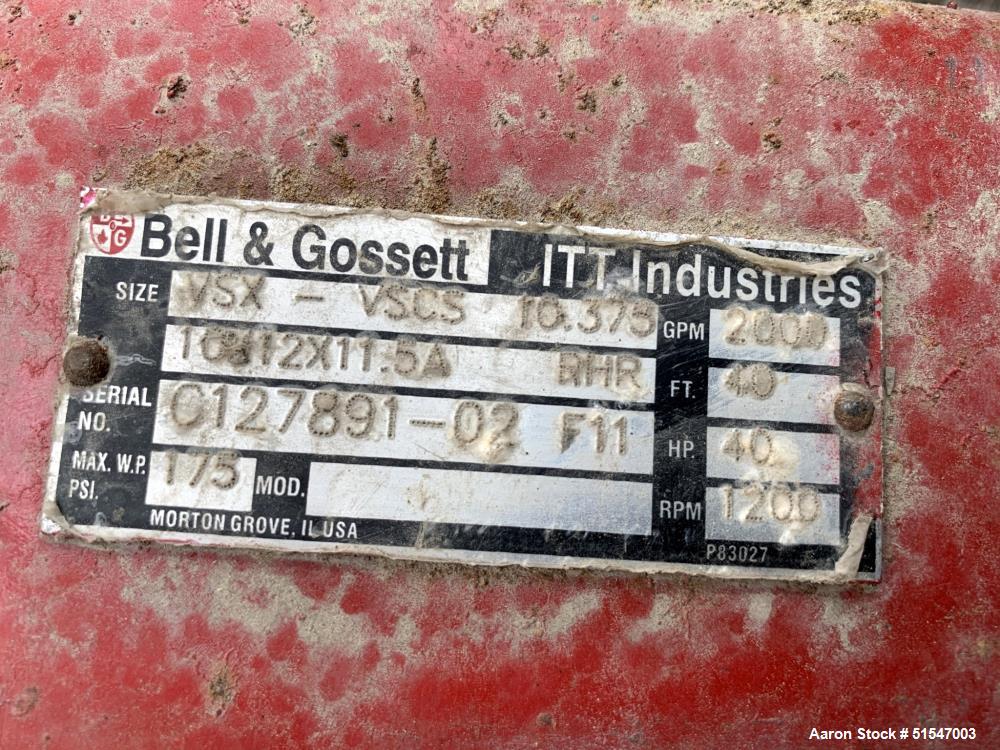 B&G Bell & Gossett ITT Industries
SIZE VSX - VSCS 10.375 GPM 2000
10X12X11.5A RHR FT. 40
SERIAL NO. C127891-02 F11 HP. 40
MAX. W.P. PSI. 175 MOD. RPM 1200
MORTON GROVE, IL USA P83027
Aaron Stock # 51547003